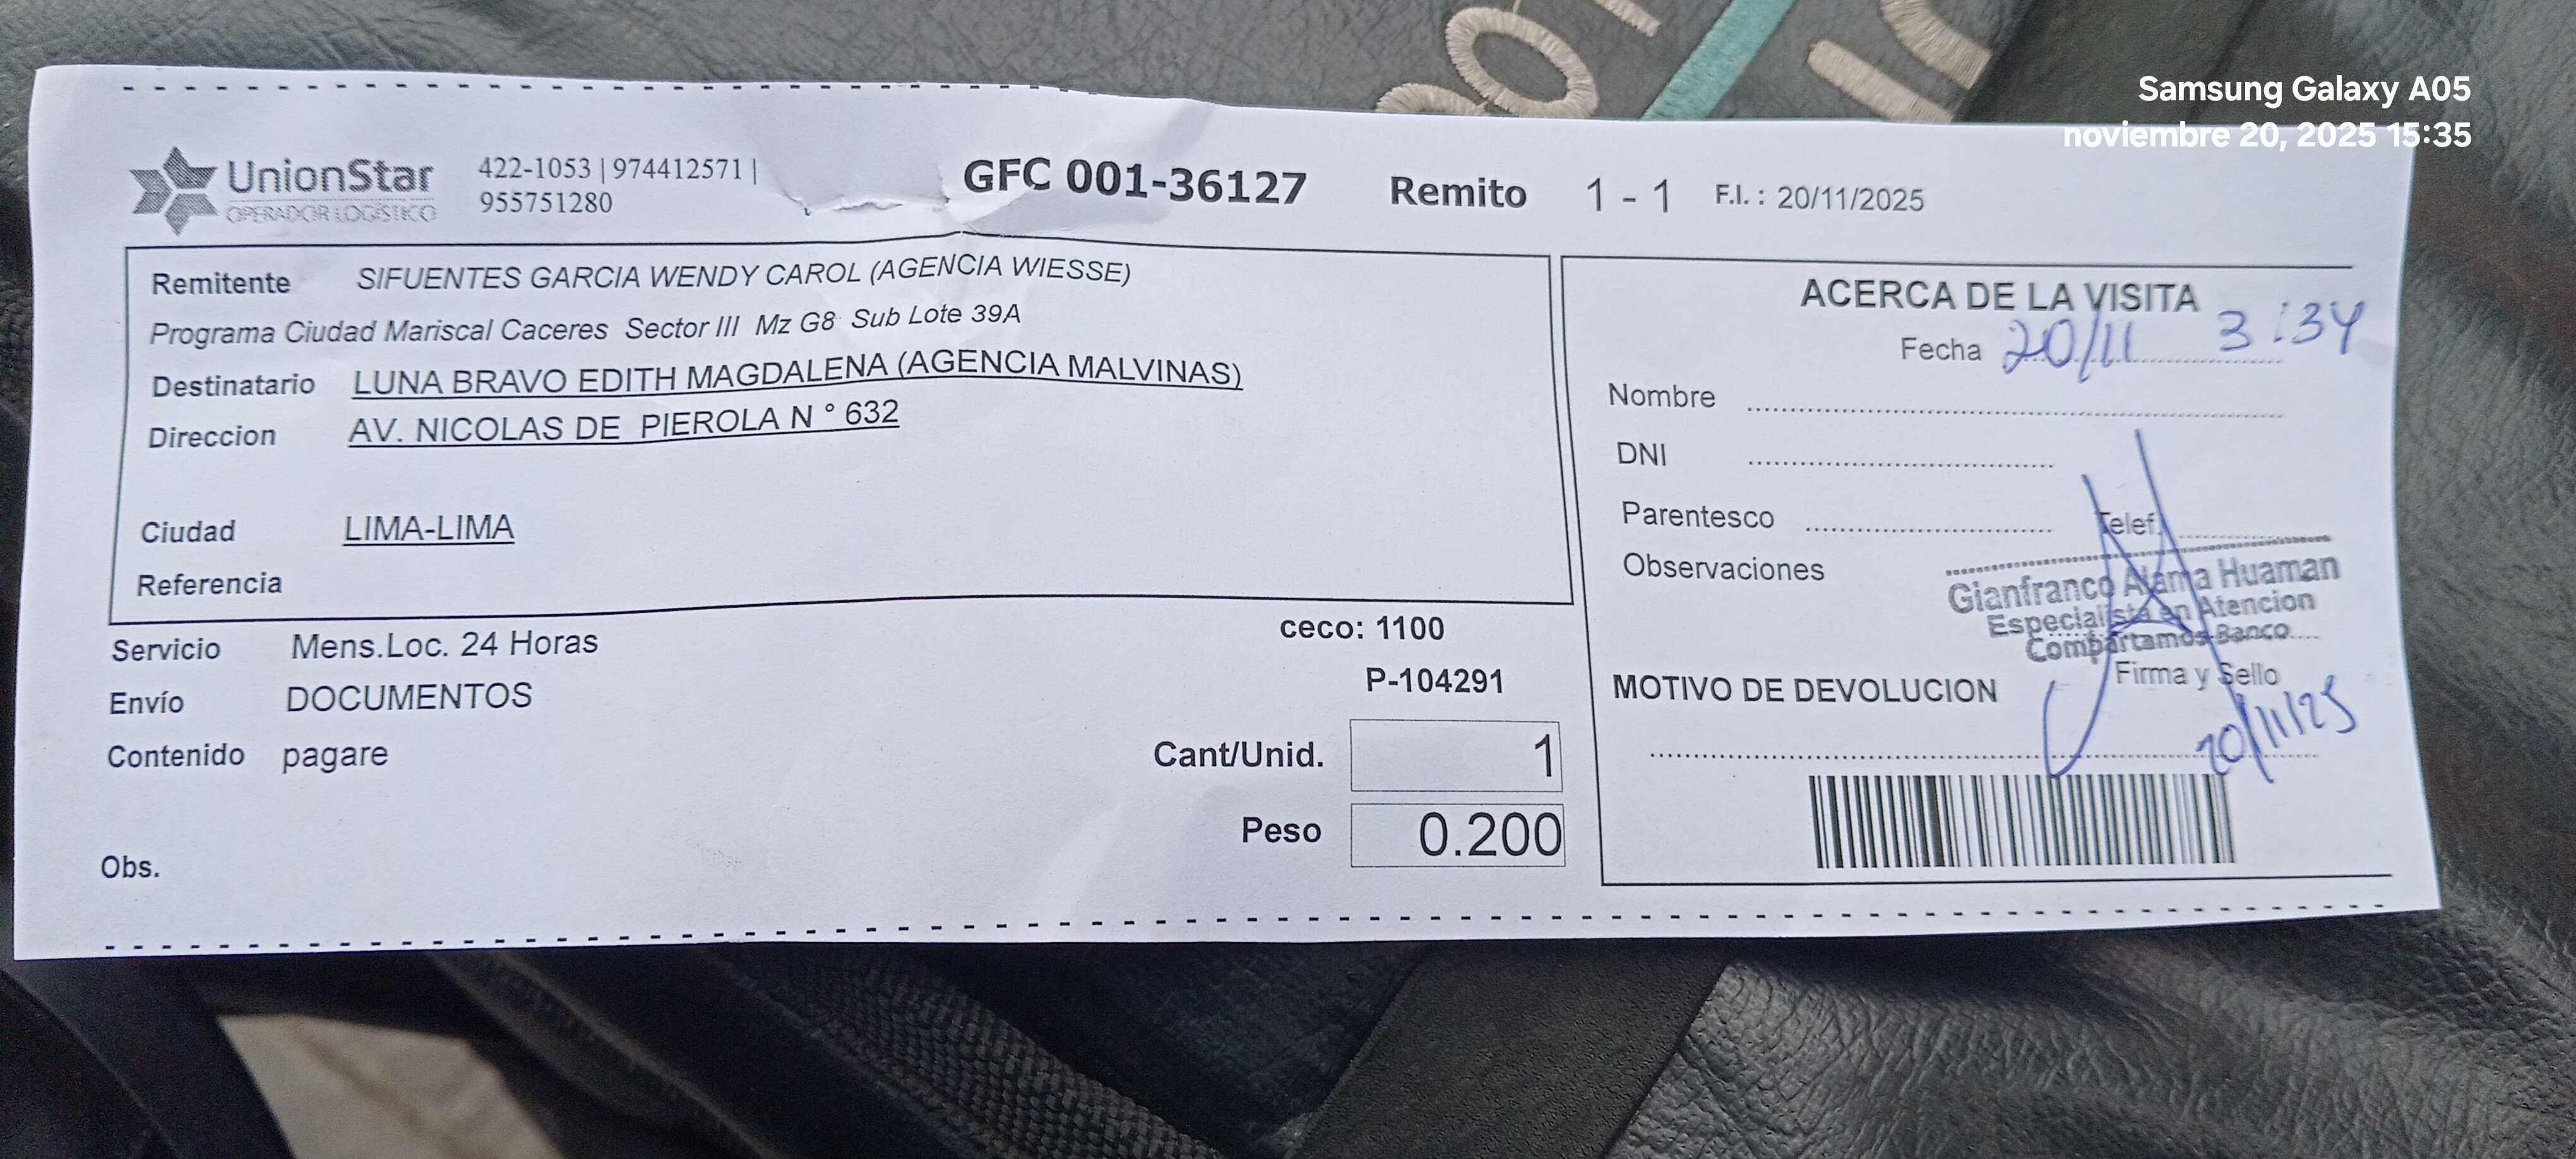 Samsung Galaxy A05
noviembre 20, 2025 15:35
UnionStar
OPERADOR LOGÍSTICO
422-1053 | 974412571 |
955751280
GFC 001-36127 Remito 1 - 1 F.I. : 20/11/2025
Remitente SIFUENTES GARCIA WENDY CAROL (AGENCIA WIESSE)
Programa Ciudad Mariscal Caceres Sector III Mz G8 Sub Lote 39A
Destinatario LUNA BRAVO EDITH MAGDALENA (AGENCIA MALVINAS)
Direccion AV. NICOLAS DE PIEROLA N ° 632
Ciudad LIMA-LIMA
Referencia
Servicio Mens.Loc. 24 Horas
Envío DOCUMENTOS
Contenido pagare
Obs.
ceco: 1100
P-104291
Cant/Unid. 1
Peso 0.200
ACERCA DE LA VISITA
Fecha 20/11 3:34
Nombre
DNI
Parentesco Telef.
Observaciones
Gianfranco Alama Huaman
Especialista en Atencion
Compartamos Banco
Firma y Sello
MOTIVO DE DEVOLUCION
20/11/25